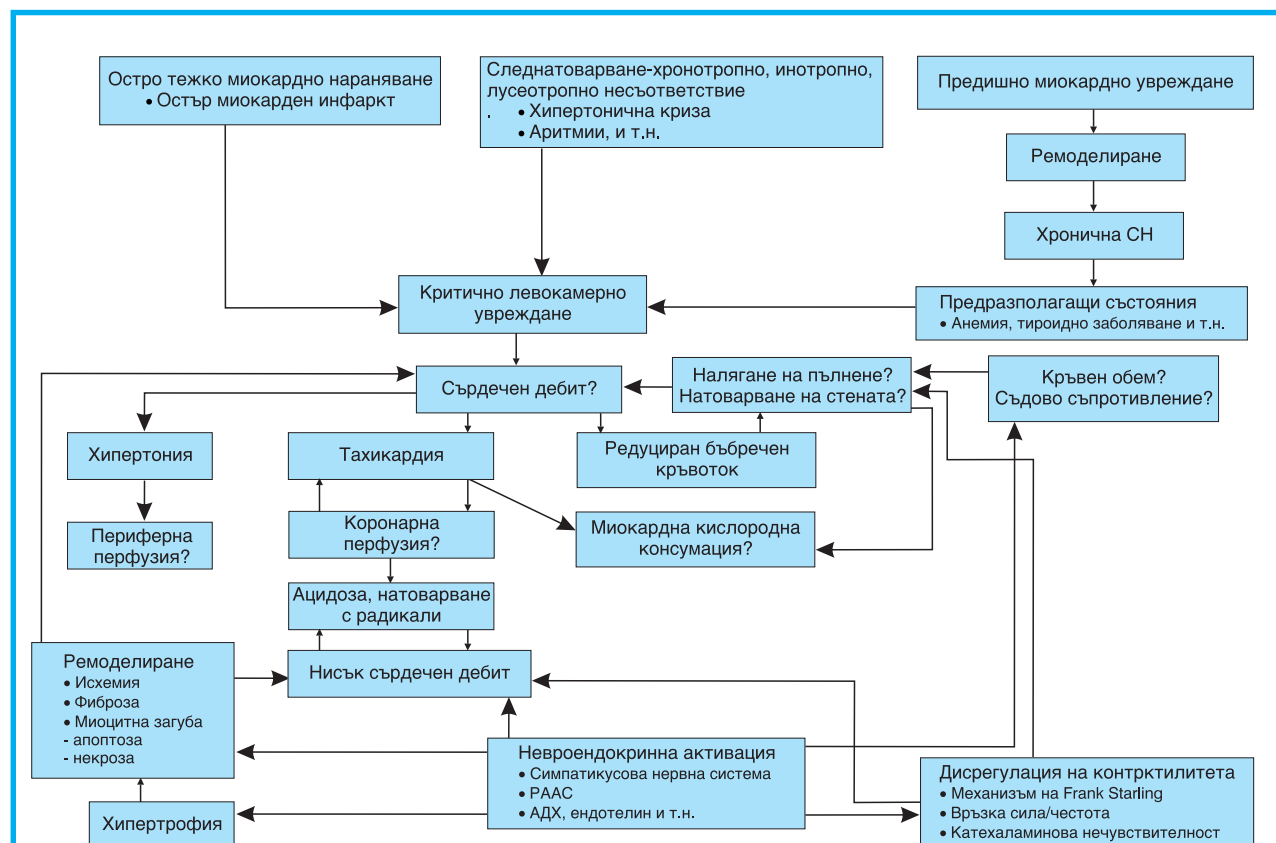 Остро тежко миокардно нараняване
• Остър миокарден инфаркт
Следнатоварване-хронотропно, инотропно,
лусеотропно несъответствие
. • Хипертонична криза
• Аритмии, и т.н.
Предишно миокардно увреждане
Ремоделиране
Хронична СН
Критично левокамерно
увреждане
Предразполагащи състояния
• Анемия, тироидно заболяване и т.н.
Сърдечен дебит?
Налягане на пълнене?
Натоварване на стената?
Кръвен обем?
Съдово съпротивление?
Хипертония
Тахикардия
Редуциран бъбречен
кръвоток
Периферна
перфузия?
Коронарна
перфузия?
Миокардна кислородна
консумация?
Ацидоза, натоварване
с радикали
Ремоделиране
• Исхемия
• Фиброза
• Миоцитна загуба
- апоптоза
- некроза
Нисък сърдечен дебит
Невроендокринна активация
• Симпатикусова нервна система
• РААС
• АДХ, ендотелин и т.н.
Дисрегулация на контрктилитета
• Механизъм на Frank Starling
• Връзка сила/честота
• Катехаламинова нечувствителност
Хипертрофия